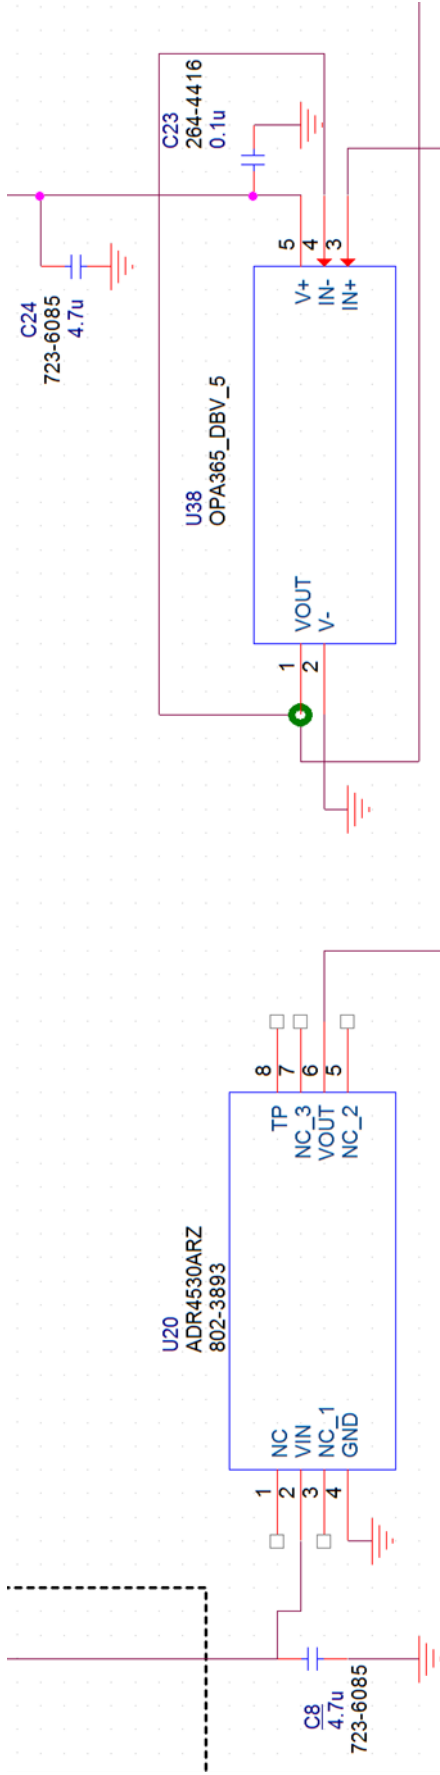 C23
264-4416
0.1u
C24
723-6085
4.7u
5
4
3
V+
IN-
IN+
U38
OPA365_DBV_5
VOUT
V-
1
2
8
7
6
5
TP
NC_3
VOUT
NC_2
U20
ADR4530ARZ
802-3893
NC
VIN
NC_1
GND
1
2
3
4
C8
4.7u
723-6085